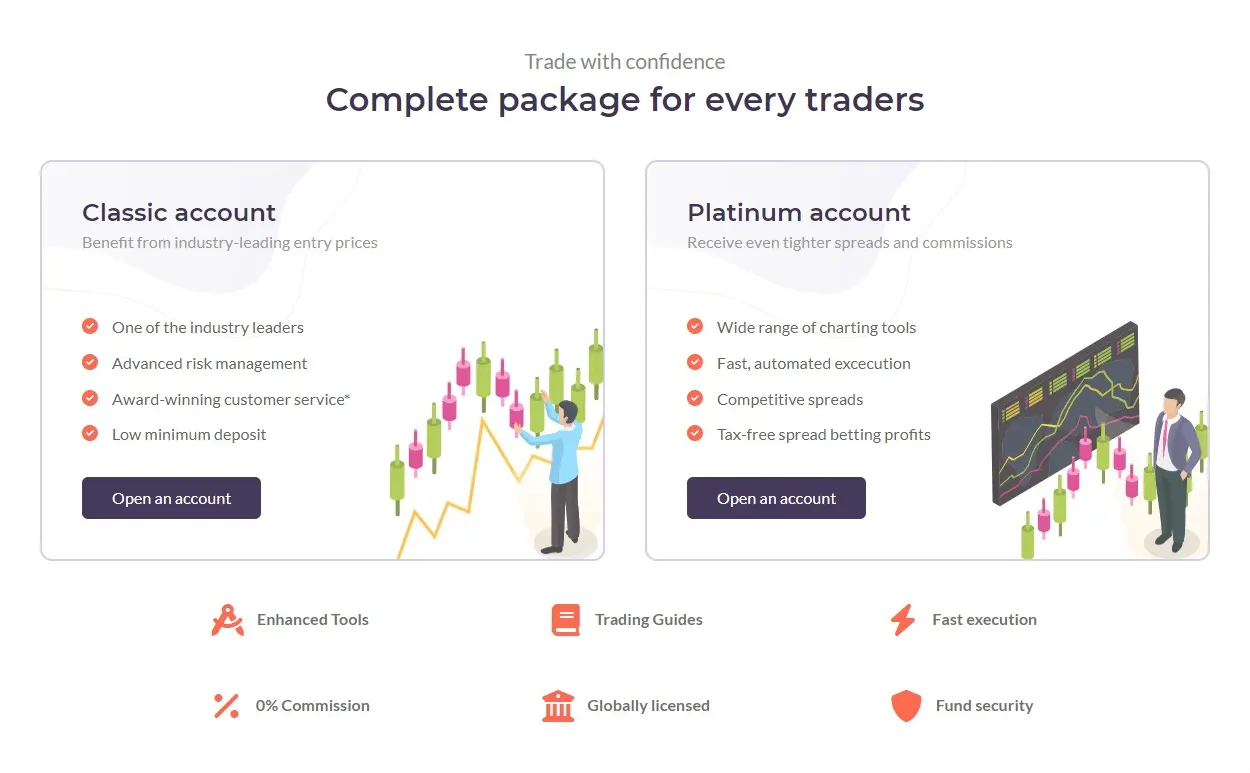 Trade with confidence
Complete package for every traders
Classic account
Benefit from industry-leading entry prices
One of the industry leaders
Advanced risk management
Award-winning customer service*
Low minimum deposit
Open an account
Platinum account
Receive even tighter spreads and commissions
Wide range of charting tools
Fast, automated excecution
Competitive spreads
Tax-free spread betting profits
Open an account
Enhanced Tools
Trading Guides
Fast execution
0% Commission
Globally licensed
Fund security